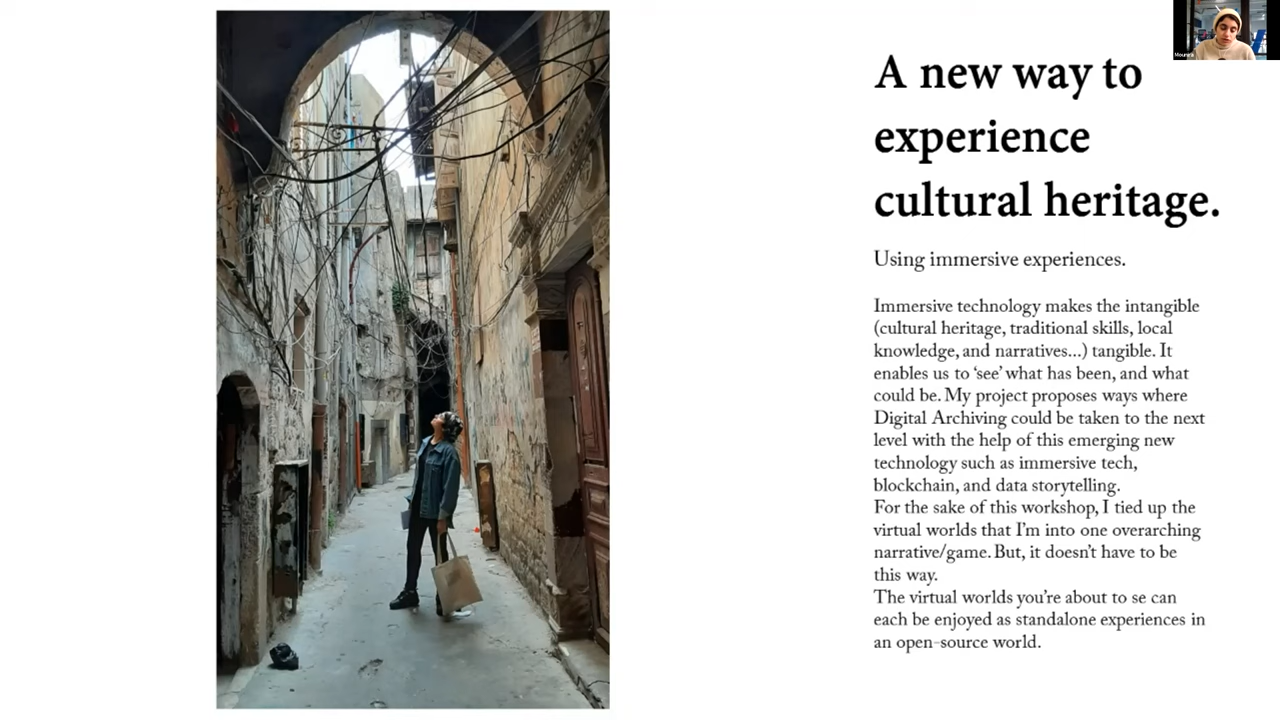 A new way to
experience
cultural heritage.
Using immersive experiences.
Immersive technology makes the intangible
(cultural heritage, traditional skills, local
knowledge, and narratives...) tangible. It
enables us to ‘see’ what has been, and what
could be. My project proposes ways where
Digital Archiving could be taken to the next
level with the help of this emerging new
technology such as immersive tech,
blockchain, and data storytelling.
For the sake of this workshop, I tied up the
virtual worlds that I’m into one overarching
narrative/game. But, it doesn’t have to be
this way.
The virtual worlds you’re about to se can
each be enjoyed as standalone experiences in
an open-source world.